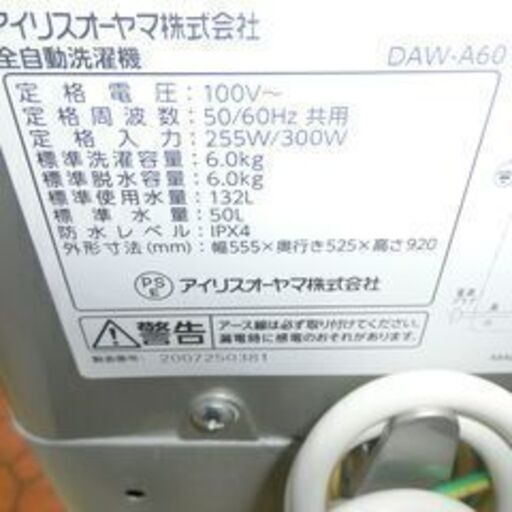 アイリスオーヤマ株式会社
全自動洗濯機 DAW-A60
定格電圧:100V～
定格周波数:50/60Hz 共用
定格入力:255W/300W
標準洗濯容量:6.0kg
標準脱水容量:6.0kg
標準使用水量:132L
標準水量:50L
防水レベル:IPX4
外形寸法(mm):幅555×奥行き525×高さ920
PSE アイリスオーヤマ株式会社
警告 アース線は必ず取り付けてください。
漏電時に感電のおそれがあります。
製造番号: 2007250381